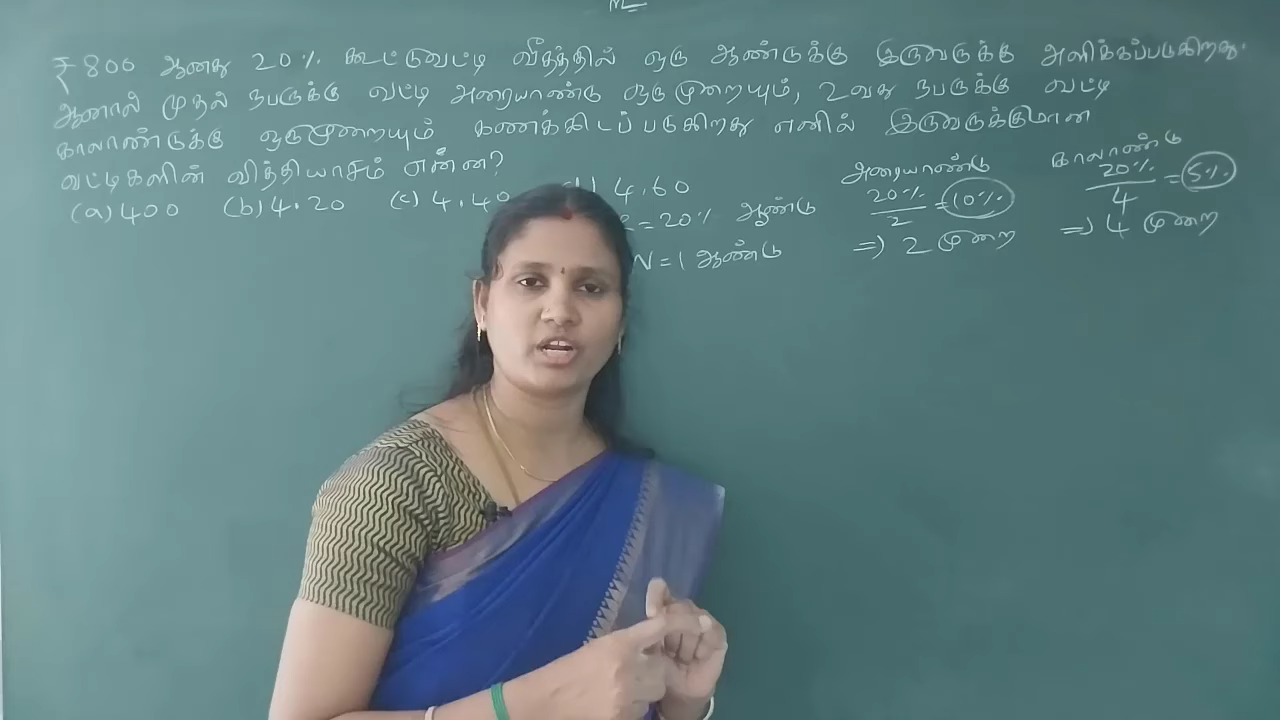 ₹ 800 ஆனது 20% கூட்டுவட்டி வீதத்தில் ஒரு ஆண்டுக்கு இருவருக்கு அளிக்கப்படுகிறது.
ஆனால் முதல் நபருக்கு வட்டி அரையாண்டு ஒருமுறையும், 2வது நபருக்கு வட்டி
காலாண்டுக்கு ஒருமுறையும் கணக்கிடப்படுகிறது எனில் இருவருக்குமான
வட்டிகளின் வித்தியாசம் என்ன?
(a) 400 (b) 4.20 (c) 4.40 4.60
= 20% ஆண்டு
N = 1 ஆண்டு
அரையாண்டு
20%/2 = 10%
=> 2 முறை
காலாண்டு
20%/4 = 5%
=> 4 முறை